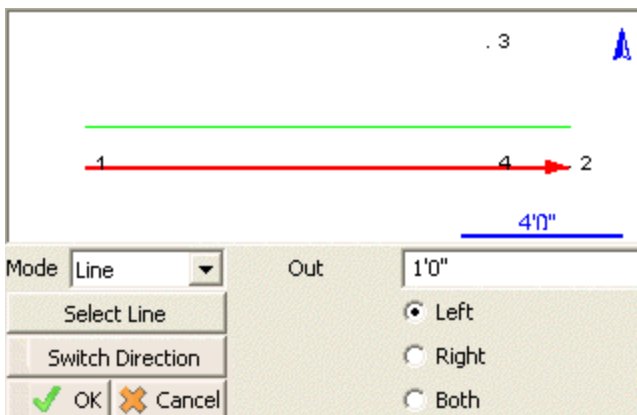 . 3
1
4
. 2
4'0"
Mode Line Out 1'0"
Select Line Left
Switch Direction Right
OK Cancel Both